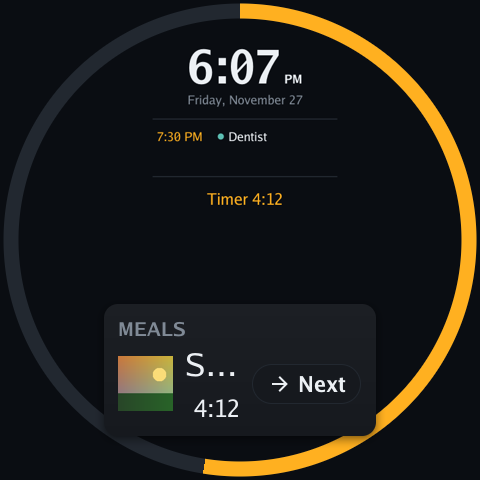 6:07 PM
Friday, November 27
7:30 PM Dentist
Timer 4:12
MEALS
S...
4:12
Next